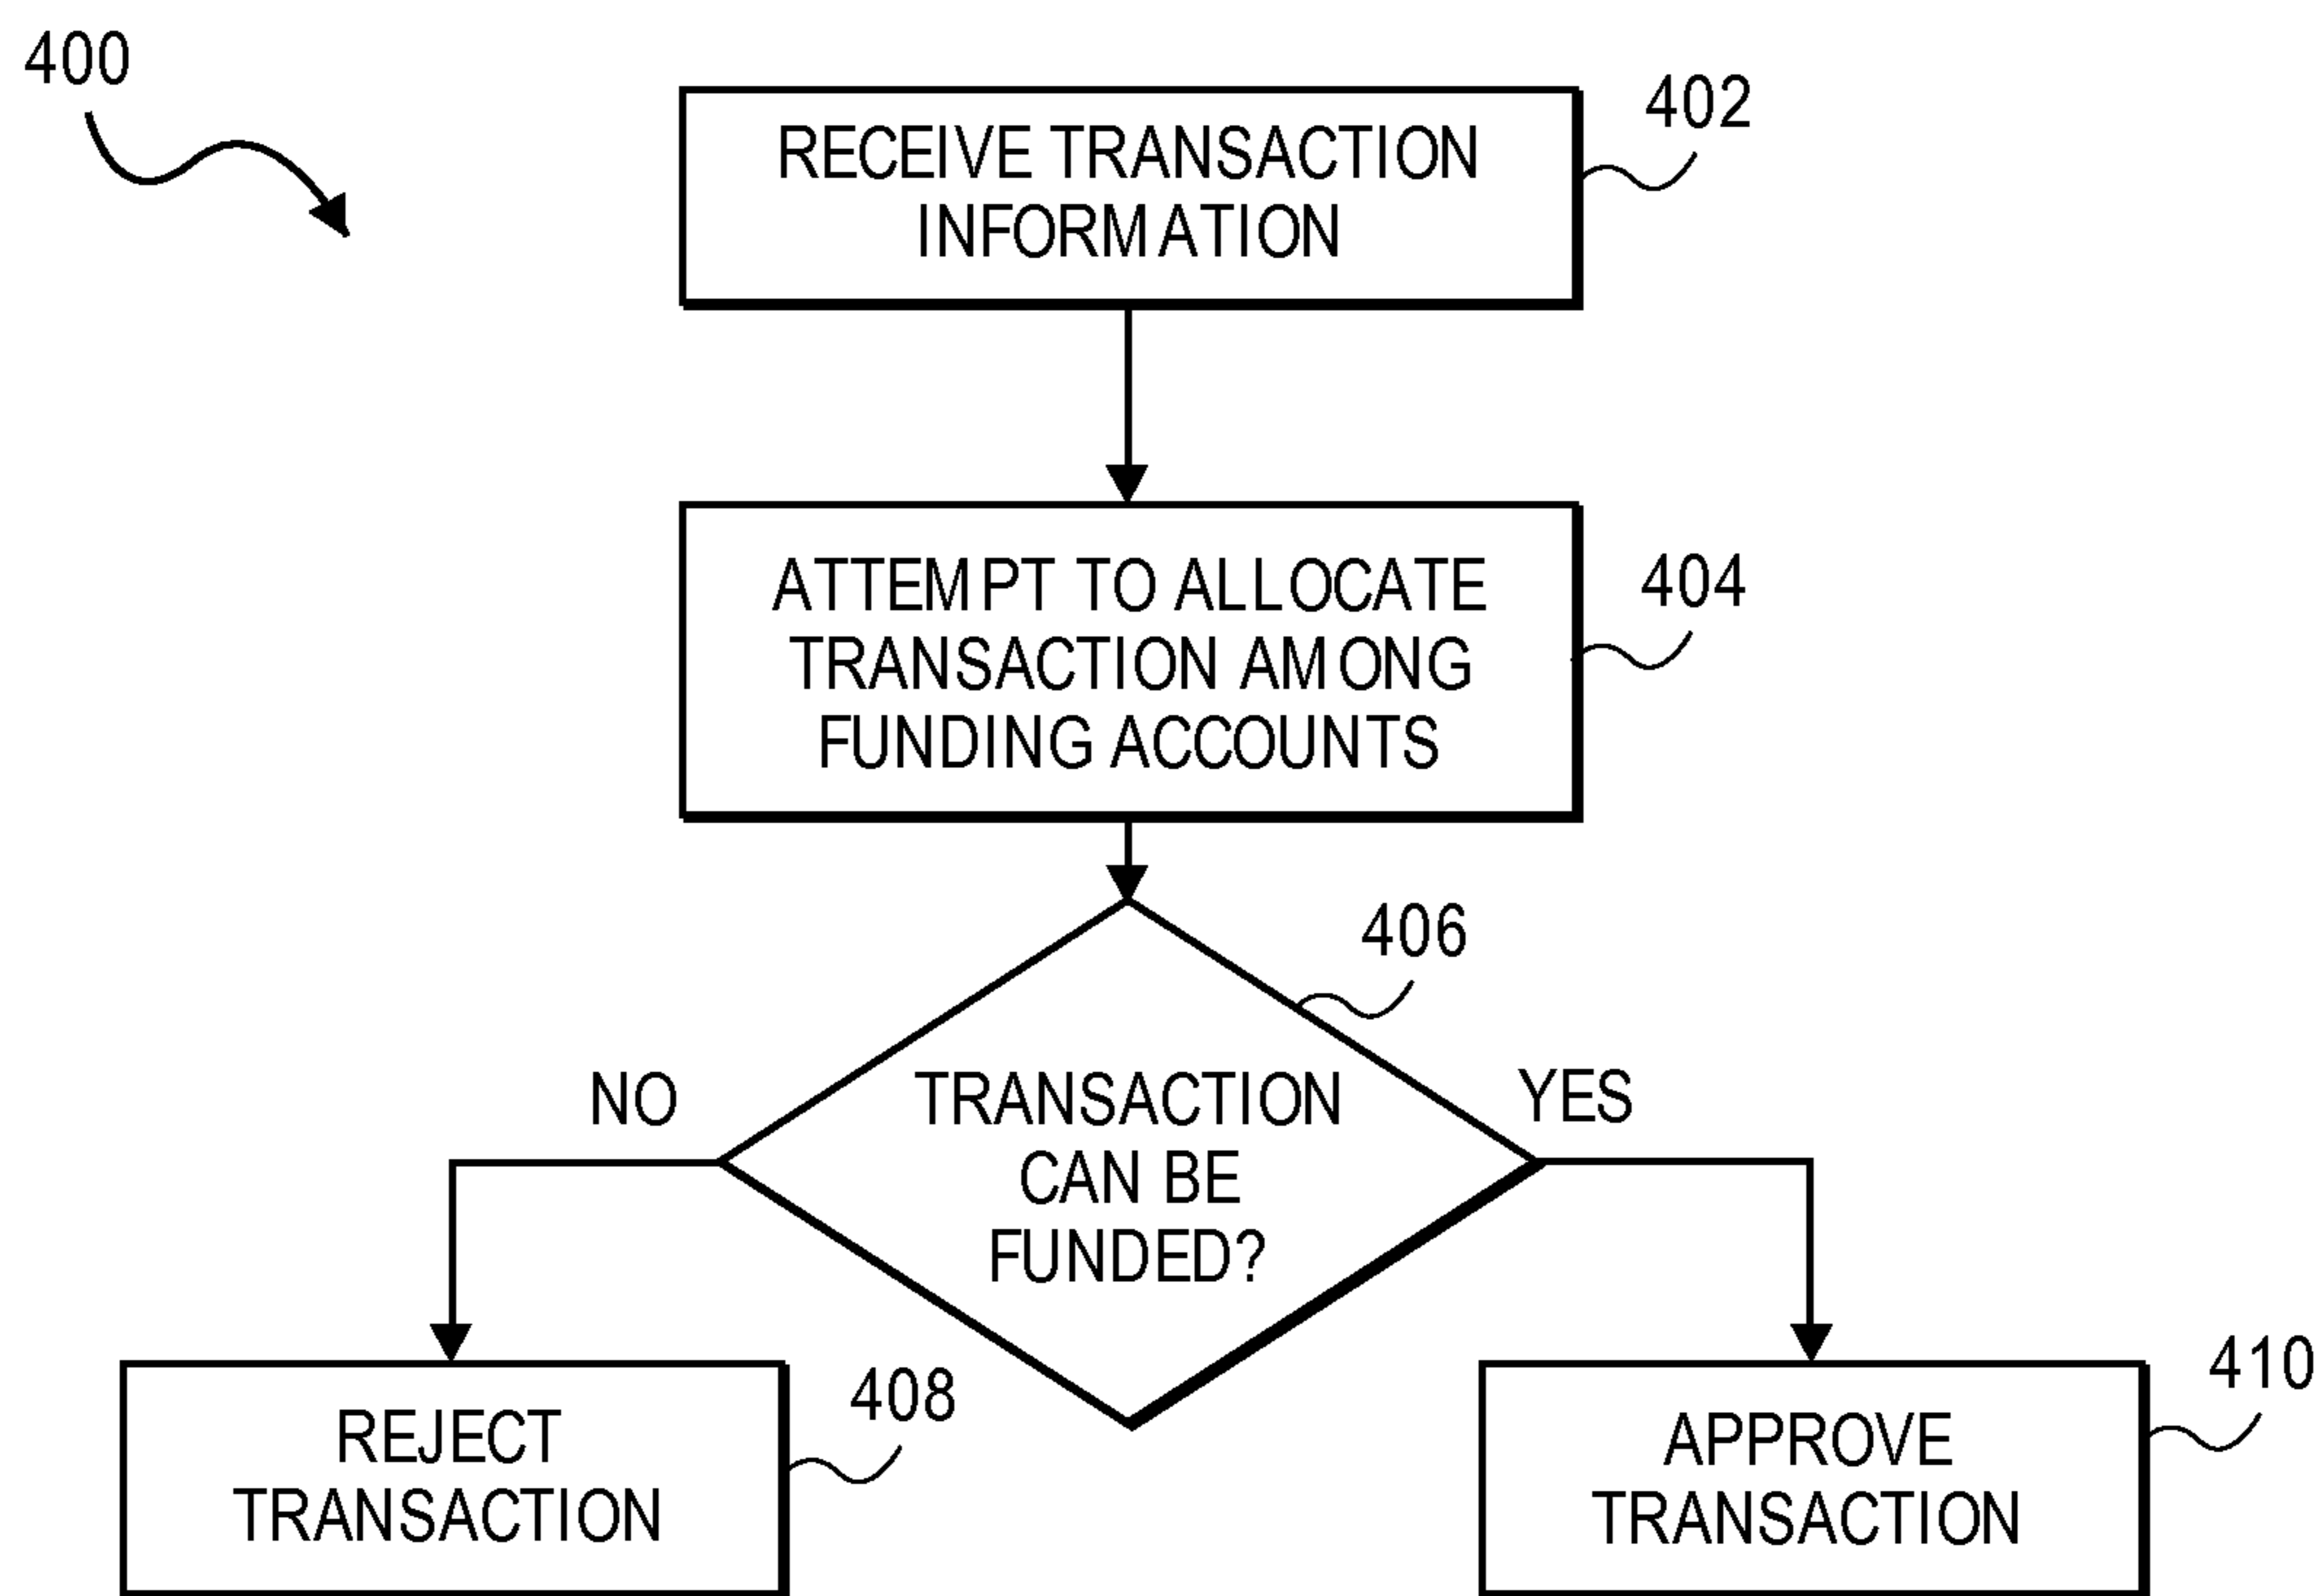 400
RECEIVE TRANSACTION
INFORMATION
402
ATTEMPT TO ALLOCATE
TRANSACTION AMONG
FUNDING ACCOUNTS
404
406
NO
TRANSACTION
CAN BE
FUNDED?
YES
REJECT
TRANSACTION
408
APPROVE
TRANSACTION
410